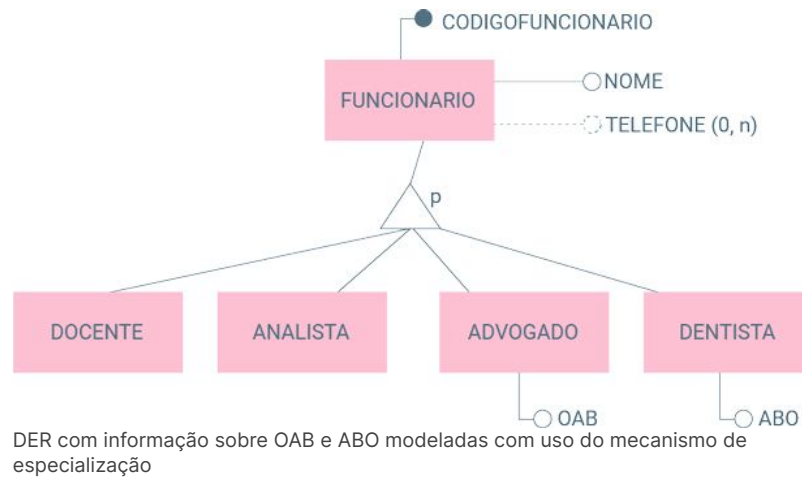 CODIGOFUNCIONARIO
FUNCIONARIO
NOME
TELEFONE (0, n)
p
DOCENTE
ANALISTA
ADVOGADO
DENTISTA
OAB
ABO
DER com informação sobre OAB e ABO modeladas com uso do mecanismo de
especialização